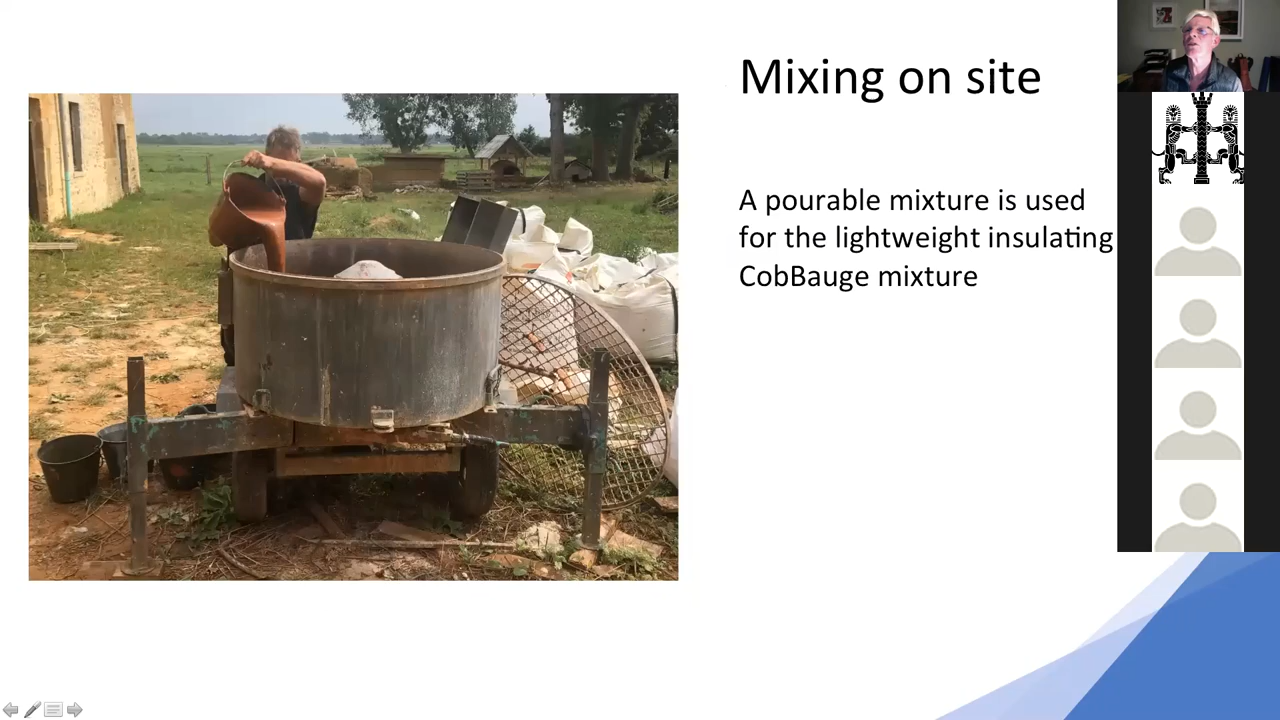 Mixing on site
A pourable mixture is used
for the lightweight insulating
CobBauge mixture